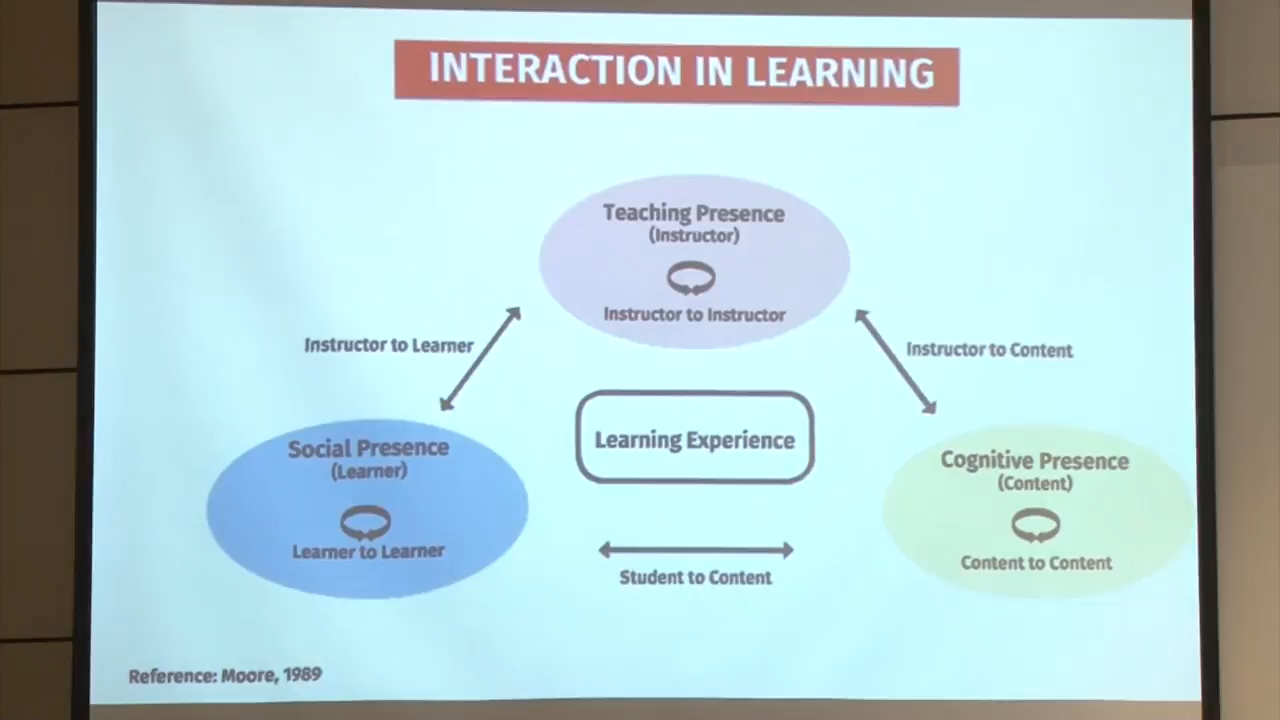 INTERACTION IN LEARNING
Teaching Presence
(Instructor)
Instructor to Instructor
Instructor to Learner
Instructor to Content
Learning Experience
Social Presence
(Learner)
Learner to Learner
Cognitive Presence
(Content)
Content to Content
Student to Content
Reference: Moore, 1989